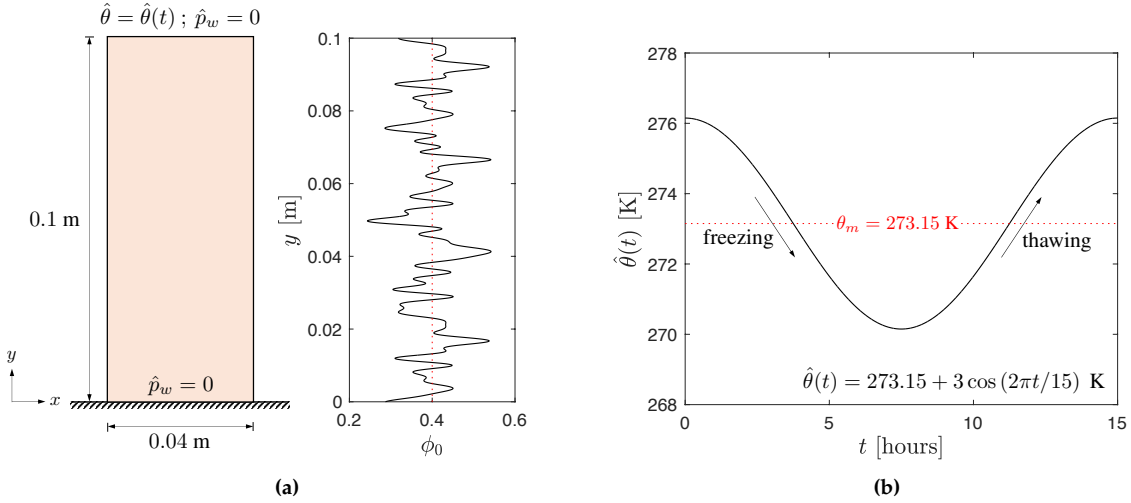 θ̂ = θ̂(t) ; p̂_w = 0
0.1 m
p̂_w = 0
y
x
0.04 m
0.1
0.08
0.06
0.04
0.02
0
y [m]
0.2 0.4 0.6
ϕ_0
(a)
278
276
274
272
270
268
θ̂(t) [K]
θ_m = 273.15 K
freezing
thawing
θ̂(t) = 273.15 + 3 cos (2πt/15) K
0 5 10 15
t [hours]
(b)